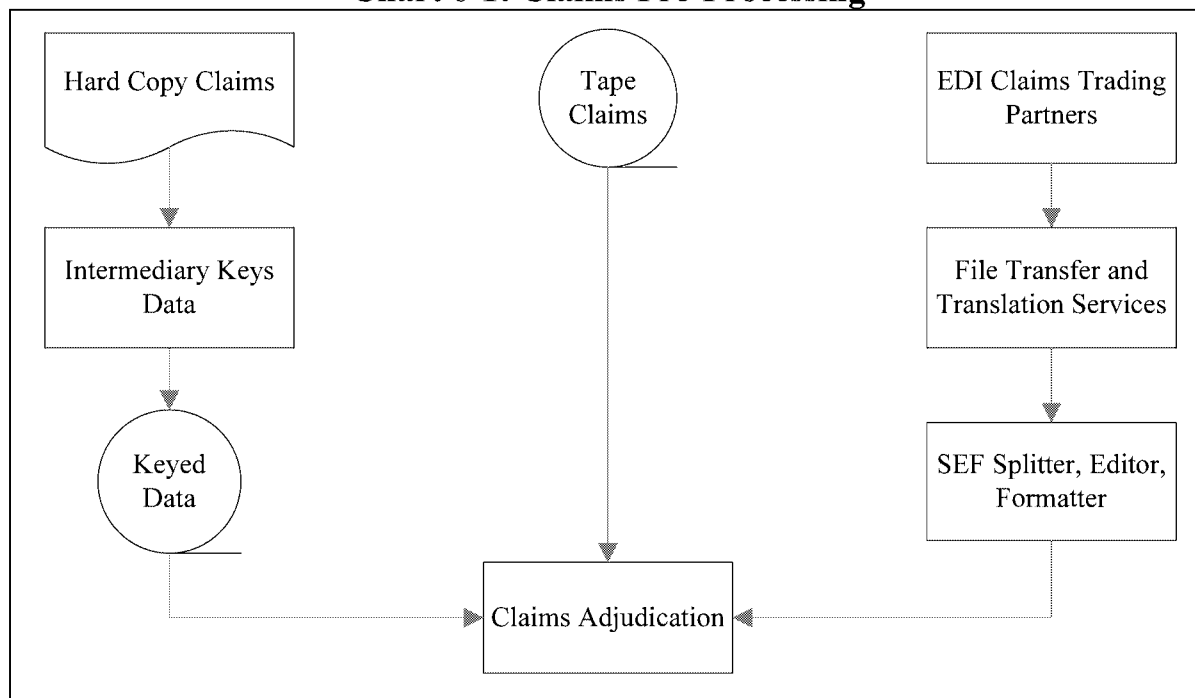 Hard Copy Claims
Intermediary Keys
Data
Keyed
Data
Tape
Claims
EDI Claims Trading
Partners
File Transfer and
Translation Services
SEF Splitter, Editor,
Formatter
Claims Adjudication